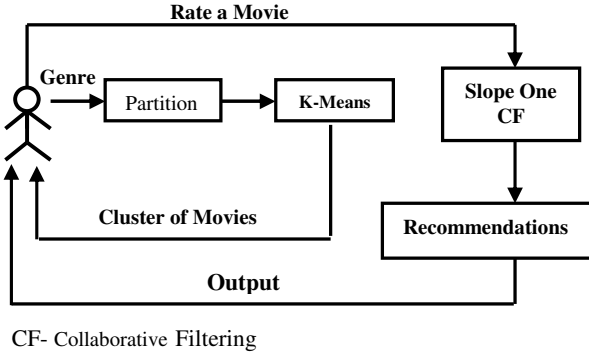 Rate a Movie
Genre
Partition
K-Means
Slope One
CF
Cluster of Movies
Recommendations
Output
CF- Collaborative Filtering